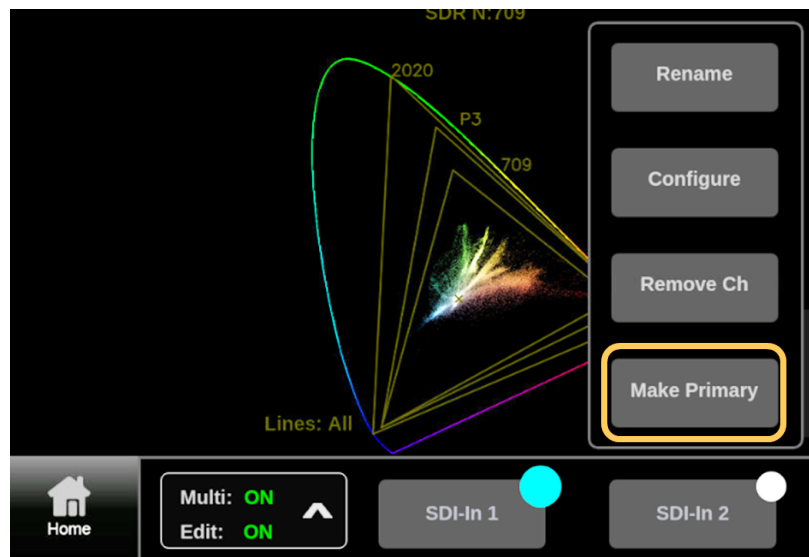 SDR N:709
2020
P3
709
Lines: All
Rename
Configure
Remove Ch
Make Primary
Home
Multi: ON
Edit: ON
SDI-In 1
SDI-In 2